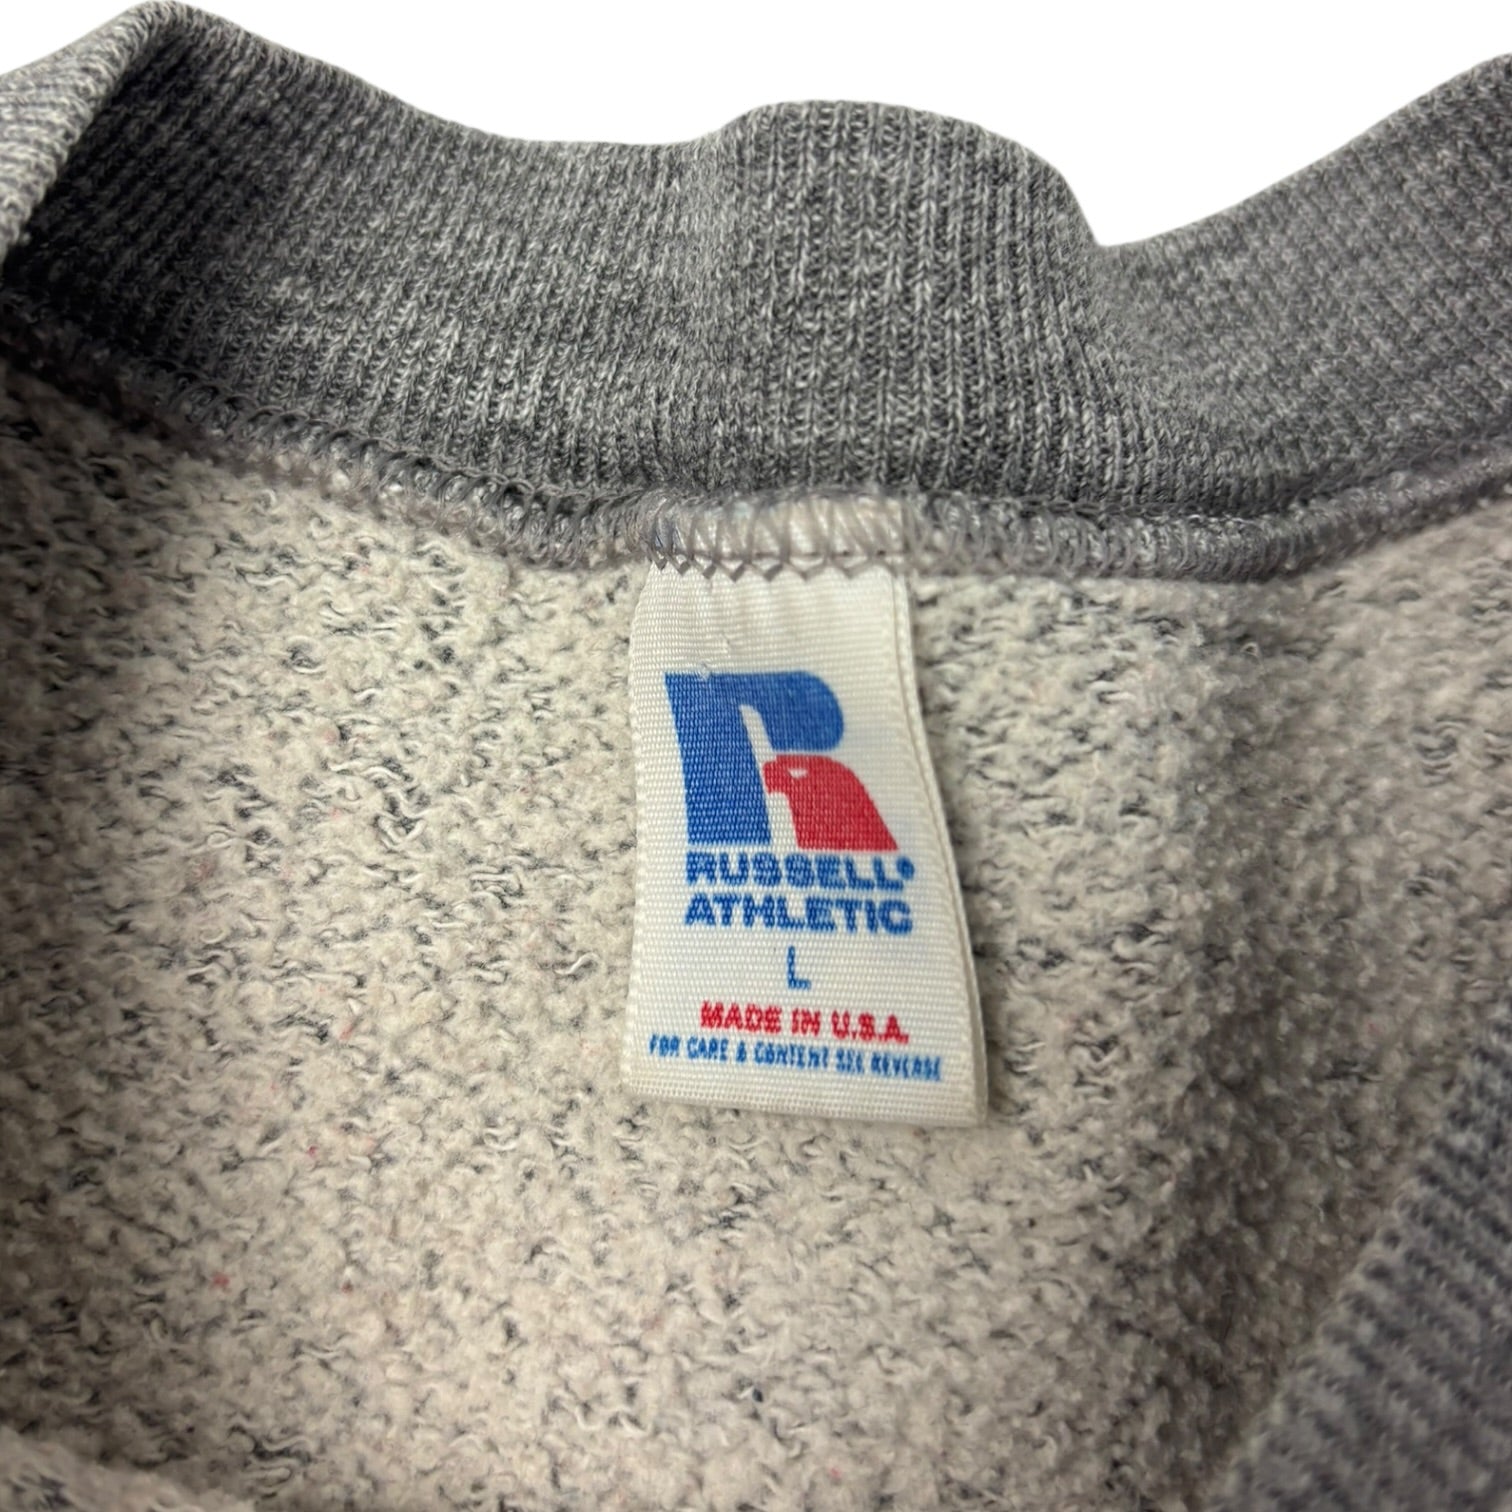 RUSSELL®
ATHLETIC
L
MADE IN U.S.A.
FOR CARE & CONTENT SEE REVERSE